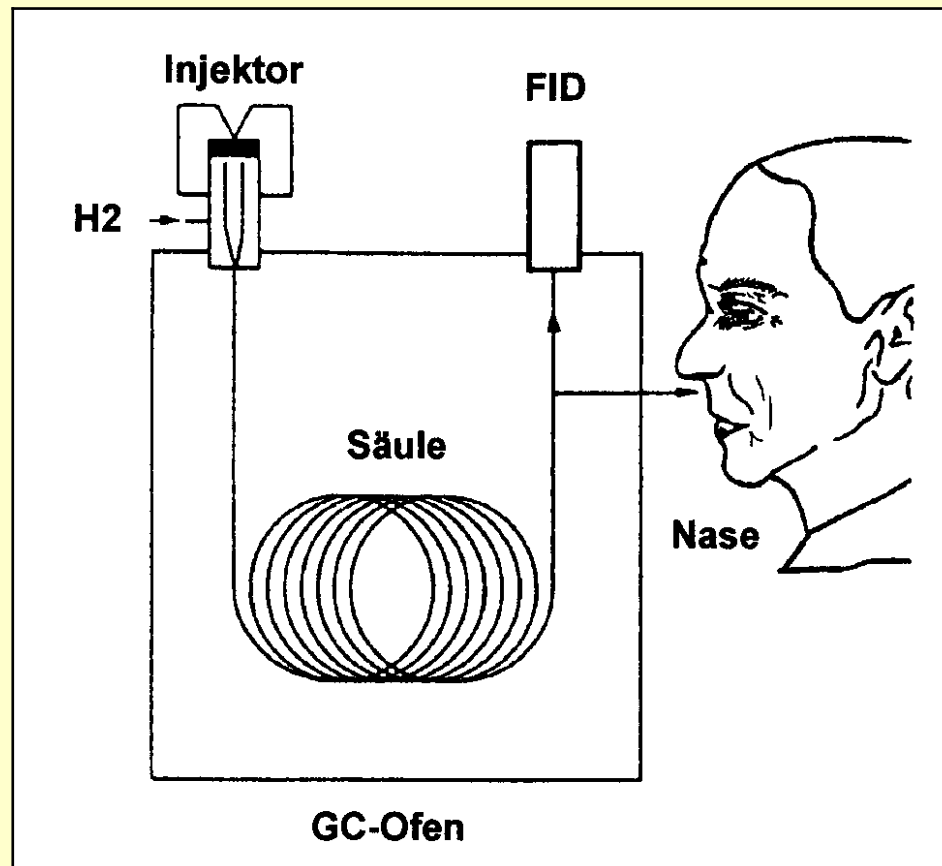 Injektor
FID
H2
Säule
Nase
GC-Ofen